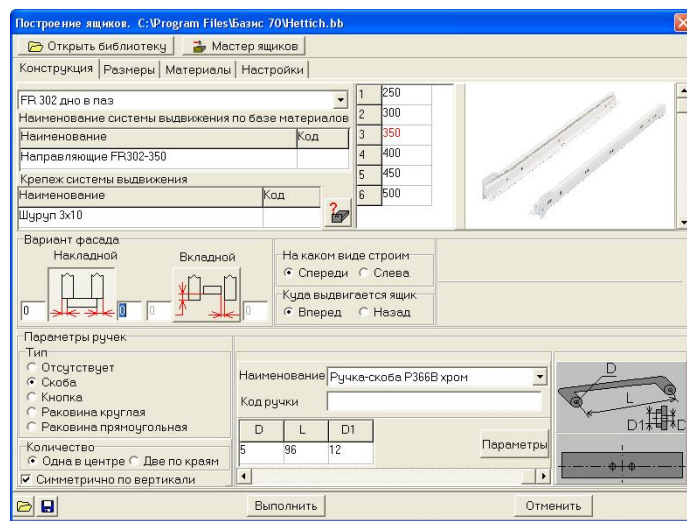 Построение ящиков. C:\Program Files\Базис 70\Hettich.bb
Открыть библиотеку Мастер ящиков
Конструкция Размеры Материалы Настройки
FR 302 дно в паз
Наименование системы выдвижения по базе материалов
Наименование Код
Направляющие FR302-350
Крепеж системы выдвижения
Наименование Код
Шуруп 3x10
1 250
2 300
3 350
4 400
5 450
6 500
Вариант фасада
Накладной Вкладной
0 0 0 0
На каком виде строим
Спереди Слева
Куда выдвигается ящик
Вперед Назад
Параметры ручек
Тип
Отсутствует
Скоба
Кнопка
Раковина круглая
Раковина прямоугольная
Количество
Одна в центре Две по краям
Симметрично по вертикали
Наименование Ручка-скоба P366B хром
Код ручки
D L D1
5 96 12
Параметры
D
L
D1 D
Выполнить Отменить